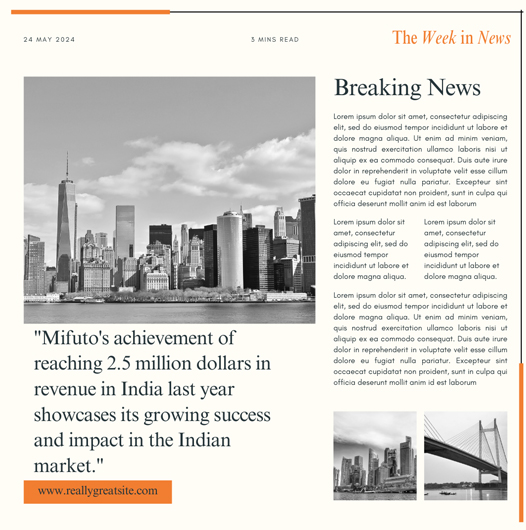 24 MAY 2024
3 MINS READ
The Week in News
Breaking News
Lorem ipsum dolor sit amet, consectetur adipiscing
elit, sed do eiusmod tempor incididunt ut labore et
dolore magna aliqua. Ut enim ad minim veniam,
quis nostrud exercitation ullamco laboris nisi ut
aliquip ex ea commodo consequat. Duis aute irure
dolor in reprehenderit in voluptate velit esse cillum
dolore eu fugiat nulla pariatur. Excepteur sint
occaecat cupidatat non proident, sunt in culpa qui
officia deserunt mollit anim id est laborum
Lorem ipsum dolor sit
amet, consectetur
adipiscing elit, sed do
eiusmod tempor
incididunt ut labore et
dolore magna aliqua.
Lorem ipsum dolor sit
amet, consectetur
adipiscing elit, sed do
eiusmod tempor
incididunt ut labore et
dolore magna aliqua.
Lorem ipsum dolor sit amet, consectetur adipiscing
elit, sed do eiusmod tempor incididunt ut labore et
dolore magna aliqua. Ut enim ad minim veniam,
quis nostrud exercitation ullamco laboris nisi ut
aliquip ex ea commodo consequat. Duis aute irure
dolor in reprehenderit in voluptate velit esse cillum
dolore eu fugiat nulla pariatur. Excepteur sint
occaecat cupidatat non proident, sunt in culpa qui
officia deserunt mollit anim id est laborum
"Mifuto's achievement of
reaching 2.5 million dollars in
revenue in India last year
showcases its growing success
and impact in the Indian
market."
www.reallygreatsite.com